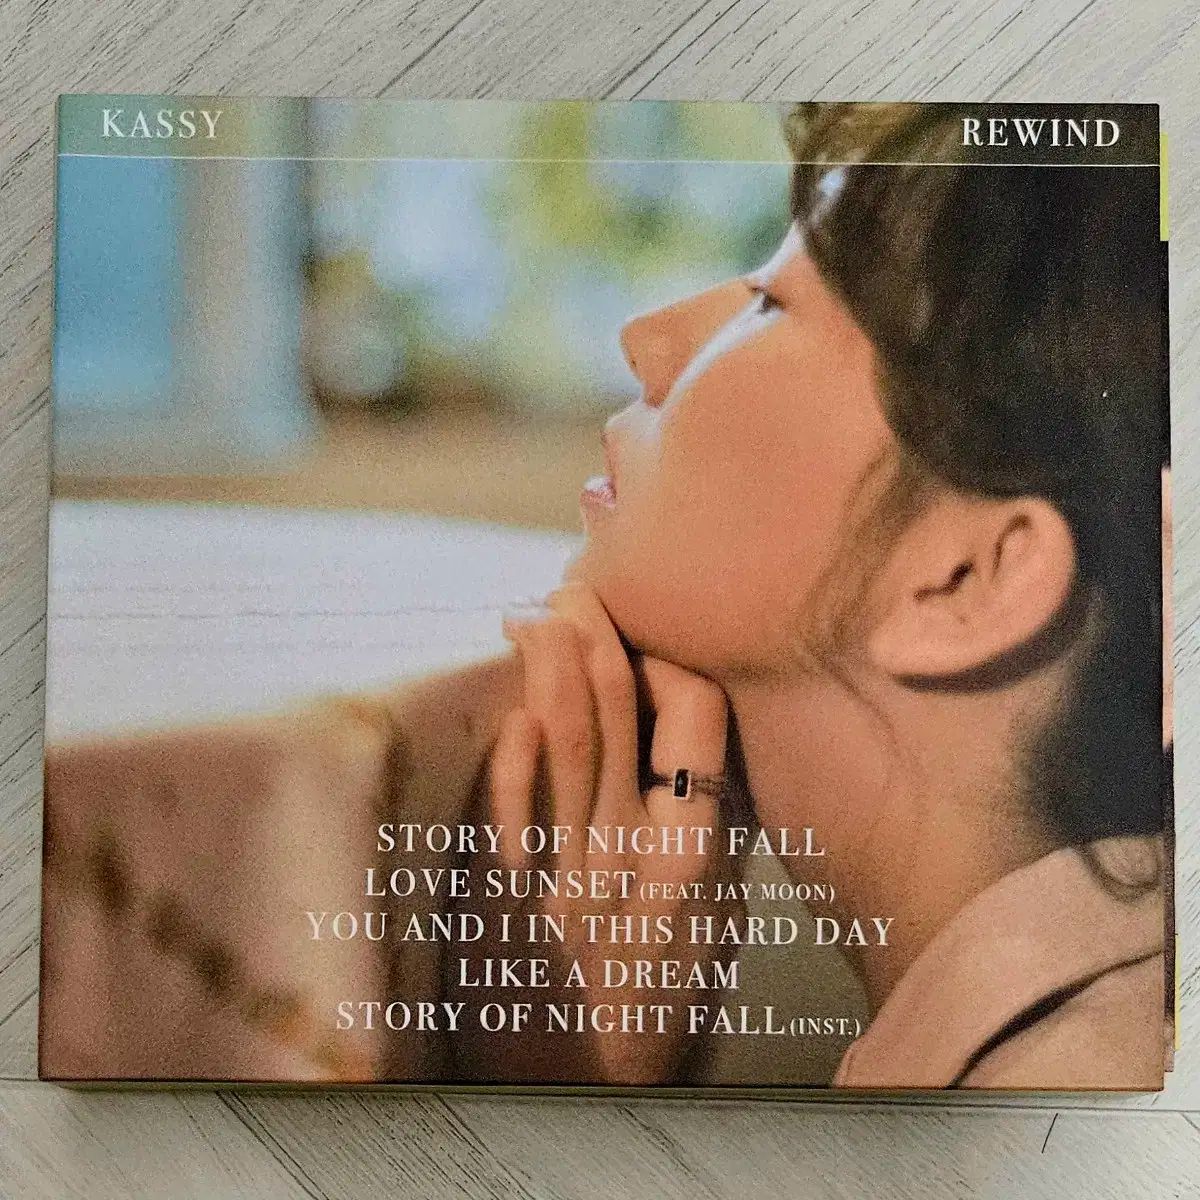 KASSY
REWIND
STORY OF NIGHT FALL
LOVE SUNSET(FEAT. JAY MOON)
YOU AND I IN THIS HARD DAY
LIKE A DREAM
STORY OF NIGHT FALL(INST.)